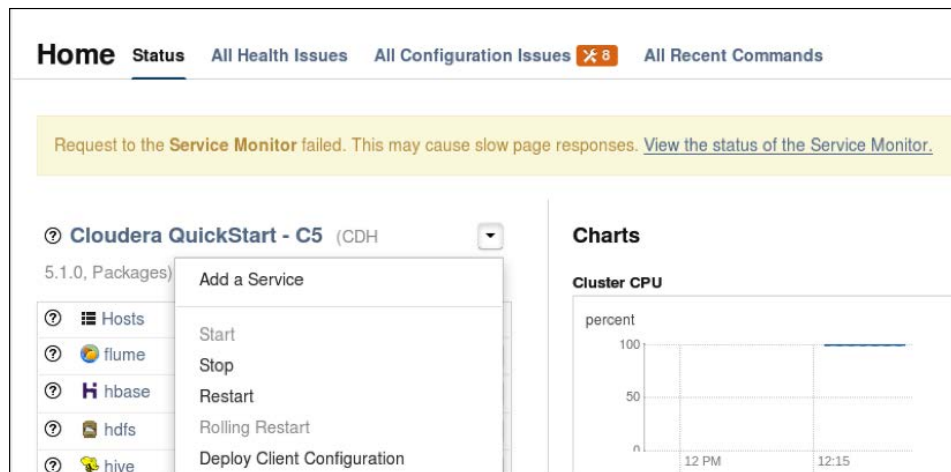 Home Status All Health Issues All Configuration Issues 8 All Recent Commands
Request to the Service Monitor failed. This may cause slow page responses. View the status of the Service Monitor.
Cloudera QuickStart - C5 (CDH
5.1.0, Packages)
Add a Service
Start
Stop
Restart
Rolling Restart
Deploy Client Configuration
Hosts
flume
hbase
hdfs
hive
Charts
Cluster CPU
percent
100
50
0
12 PM 12:15